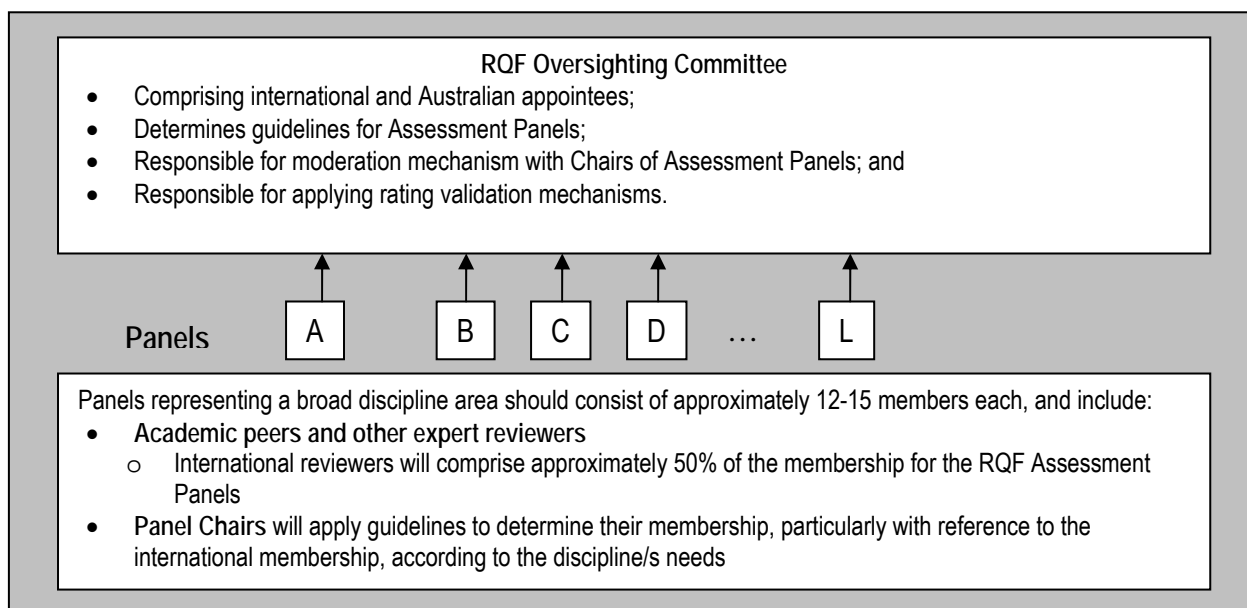 RQF Oversighting Committee
• Comprising international and Australian appointees;
• Determines guidelines for Assessment Panels;
• Responsible for moderation mechanism with Chairs of Assessment Panels; and
• Responsible for applying rating validation mechanisms.
Panels A B C D … L
Panels representing a broad discipline area should consist of approximately 12-15 members each, and include:
• Academic peers and other expert reviewers
o International reviewers will comprise approximately 50% of the membership for the RQF Assessment
Panels
• Panel Chairs will apply guidelines to determine their membership, particularly with reference to the
international membership, according to the discipline/s needs